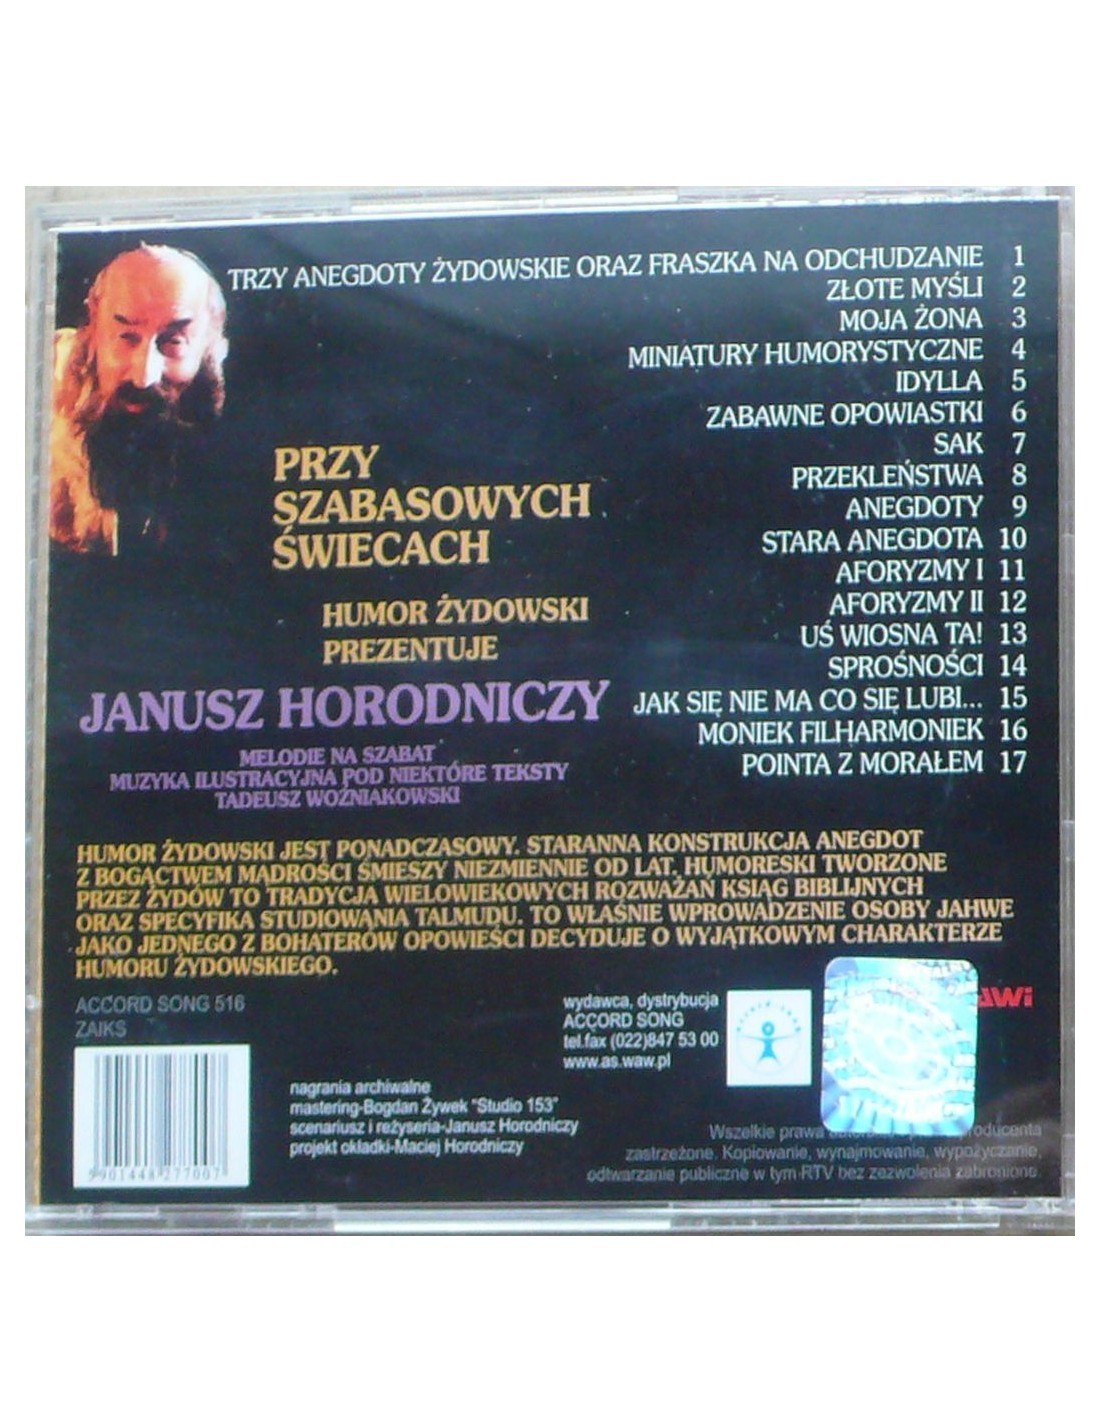 TRZY ANEGDOTY ŻYDOWSKIE ORAZ FRASZKA NA ODCHUDZANIE 1
ZŁOTE MYŚLI 2
MOJA ŻONA 3
MINIATURY HUMORYSTYCZNE 4
IDYLLA 5
ZABAWNE OPOWIASTKI 6
SAK 7
PRZEKLEŃSTWA 8
ANEGDOTY 9
STARA ANEGDOTA 10
AFORYZMY I 11
AFORYZMY II 12
UŚ WIOSNA TA! 13
SPROŚNOŚCI 14
JAK SIĘ NIE MA CO SIĘ LUBI... 15
MONIEK FILHARMONIEK 16
POINTA Z MORAŁEM 17
PRZY
SZABASOWYCH
ŚWIECACH
HUMOR ŻYDOWSKI
PREZENTUJE
JANUSZ HORODNICZY
MELODIE NA SZABAT
MUZYKA ILUSTRACYJNA POD NIEKTÓRE TEKSTY
TADEUSZ WOŹNIAKOWSKI
HUMOR ŻYDOWSKI JEST PONADCZASOWY. STARANNA KONSTRUKCJA ANEGDOT
Z BOGACTWEM MĄDROŚCI ŚMIESZY NIEZMIENNIE OD LAT. HUMORESKI TWORZONE
PRZEZ ŻYDÓW TO TRADYCJA WIELOWIEKOWYCH ROZWAŻAŃ KSIĄG BIBLIJNYCH
ORAZ SPECYFIKA STUDIOWANIA TALMUDU. TO WŁAŚNIE WPROWADZENIE OSOBY JAHWE
JAKO JEDNEGO Z BOHATERÓW OPOWIEŚCI DECYDUJE O WYJĄTKOWYM CHARAKTERZE
HUMORU ŻYDOWSKIEGO.
ACCORD SONG 516
ZAIKS
wydawca, dystrybucja
ACCORD SONG
tel.fax (022)847 53 00
www.as.waw.pl
nagrania archiwalne
mastering-Bogdan Żywek "Studio 153"
scenariusz i reżyseria-Janusz Horodniczy
projekt okładki-Maciej Horodniczy
5901448277007
Wszelkie prawa producenta
zastrzeżone. Kopiowanie, wynajmowanie, wypożyczanie,
odtwarzanie publiczne w tym RTV bez zezwolenia zabronione.